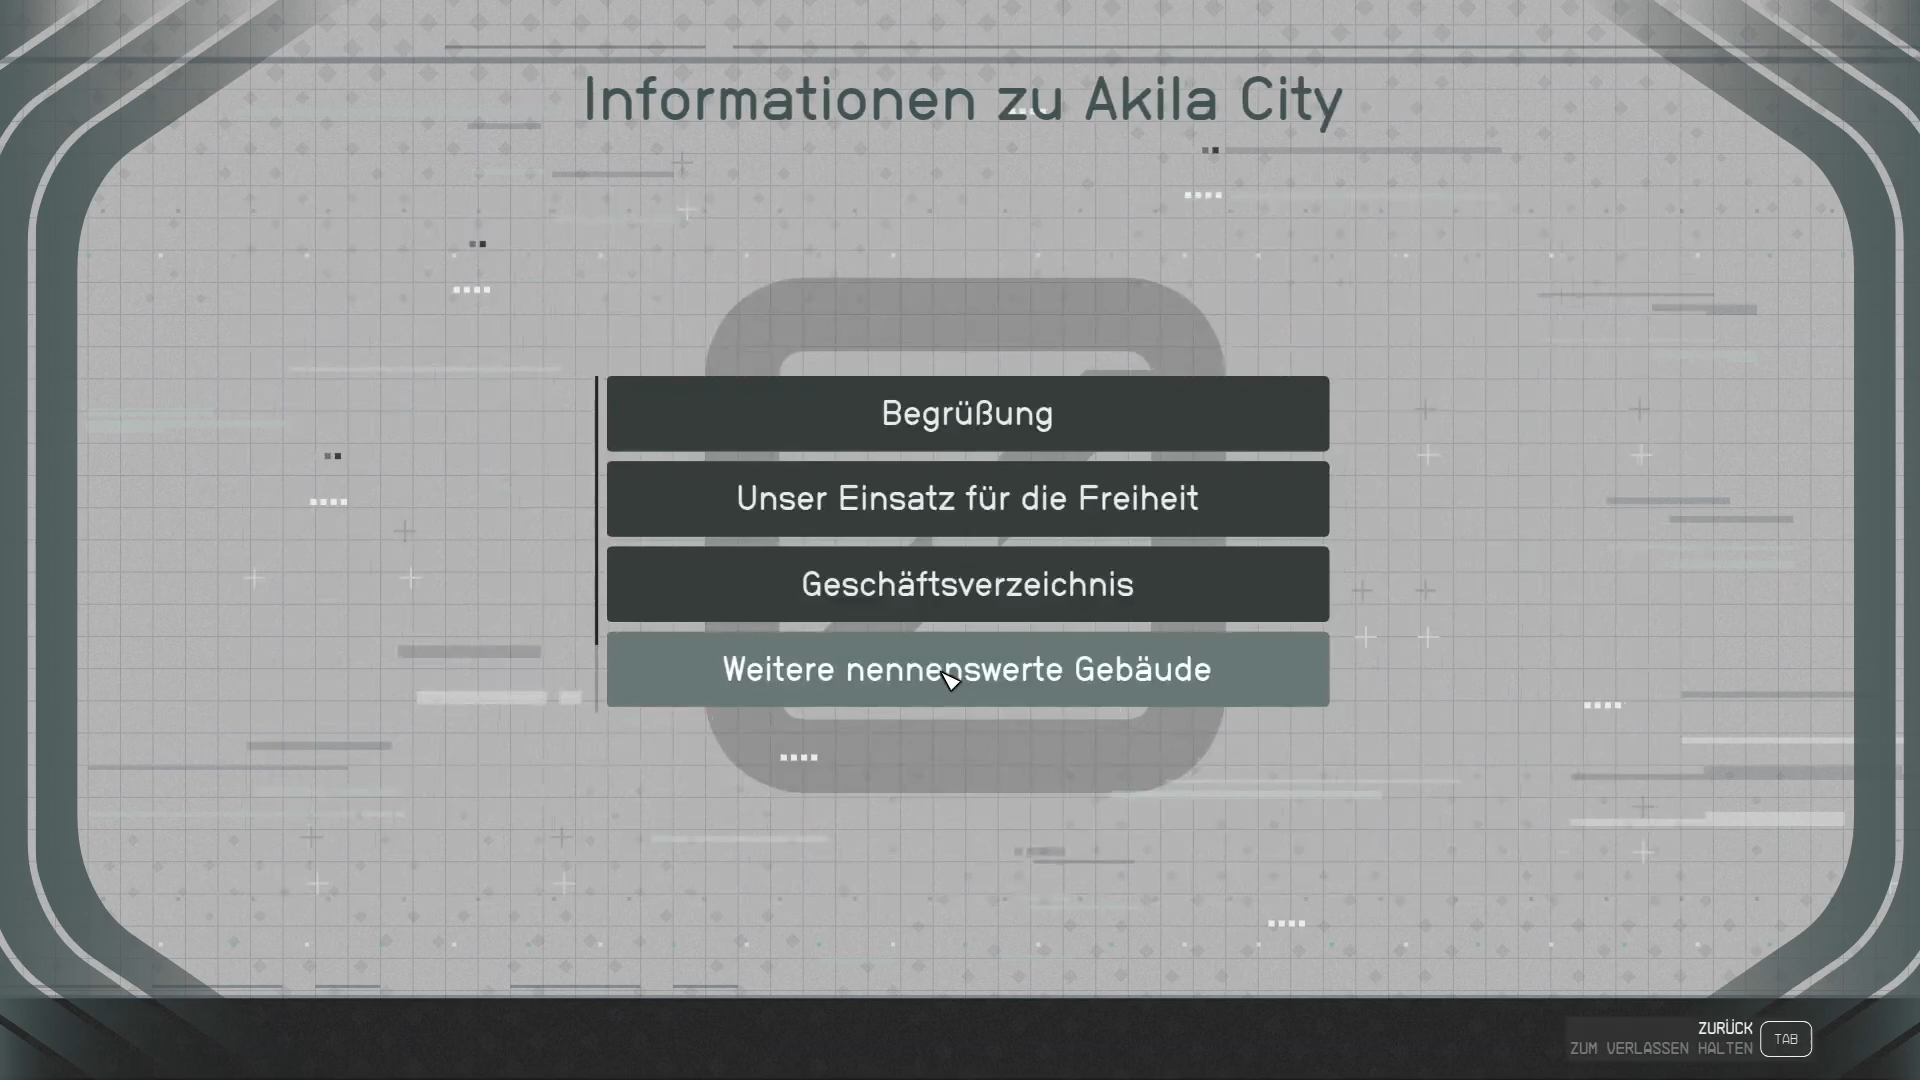 Informationen zu Akila City
Begrüßung
Unser Einsatz für die Freiheit
Geschäftsverzeichnis
Weitere nennenswerte Gebäude
ZURÜCK
ZUM VERLASSEN HALTEN
TAB